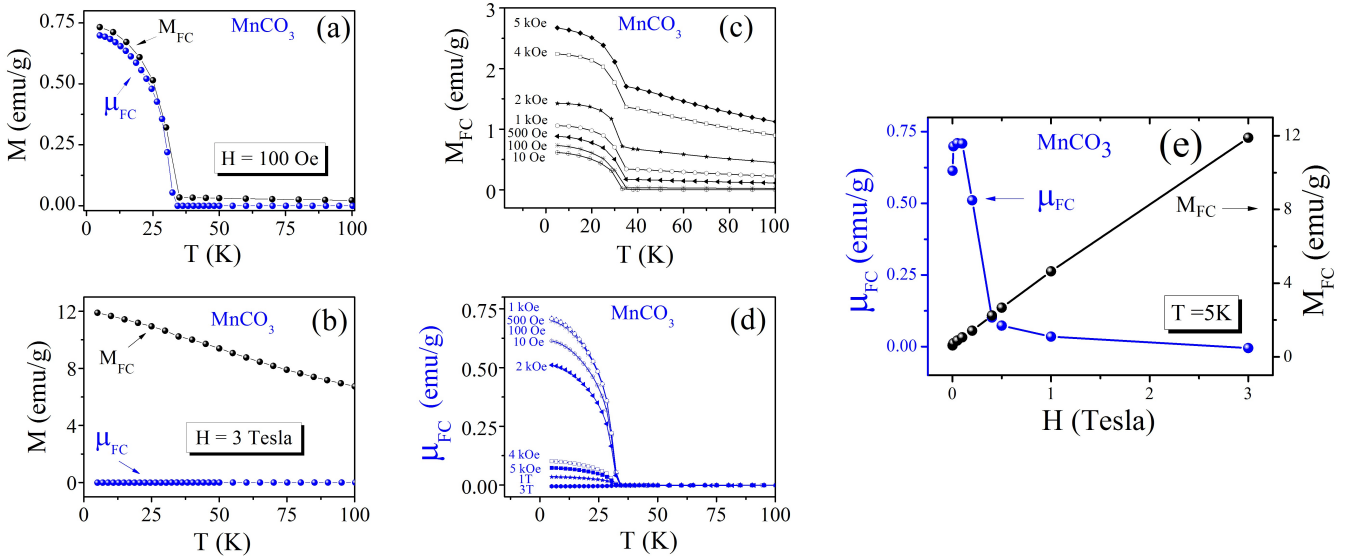 (a)
MnCO3
M_FC
μ_FC
H = 100 Oe
M (emu/g)
0.75
0.50
0.25
0.00
0 25 50 75 100
T (K)
(b)
MnCO3
M_FC
μ_FC
H = 3 Tesla
M (emu/g)
12
8
4
0
0 25 50 75 100
T (K)
(c)
MnCO3
5 kOe
4 kOe
2 kOe
1 kOe
500 Oe
100 Oe
10 Oe
M_FC (emu/g)
3
2
1
0
0 20 40 60 80 100
T (K)
(d)
MnCO3
1 kOe
500 Oe
100 Oe
10 Oe
2 kOe
4 kOe
5 kOe
1T
3T
μ_FC (emu/g)
0.75
0.50
0.25
0.00
0 25 50 75 100
T (K)
(e)
MnCO3
μ_FC
M_FC
T =5K
μ_FC (emu/g)
0.75
0.50
0.25
0.00
M_FC (emu/g)
12
8
4
0
0 1 2 3
H (Tesla)